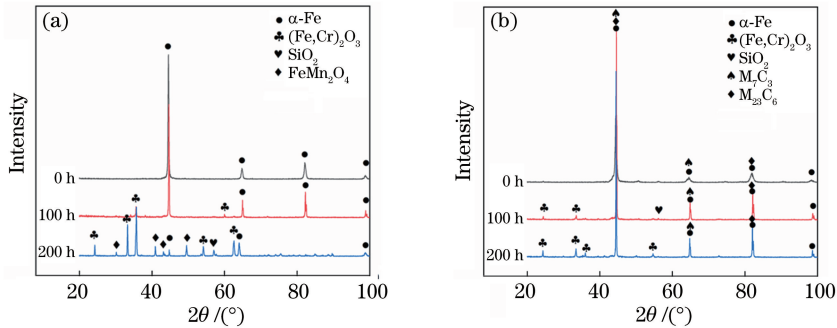 (a)
● α-Fe
♣ (Fe,Cr)₂O₃
♥ SiO₂
♦ FeMn₂O₄
Intensity
0 h
100 h
200 h
20 40 60 80 100
2θ /(°)
(b)
● α-Fe
♣ (Fe,Cr)₂O₃
♥ SiO₂
♠ M₇C₃
♦ M₂₃C₆
Intensity
0 h
100 h
200 h
20 40 60 80 100
2θ /(°)